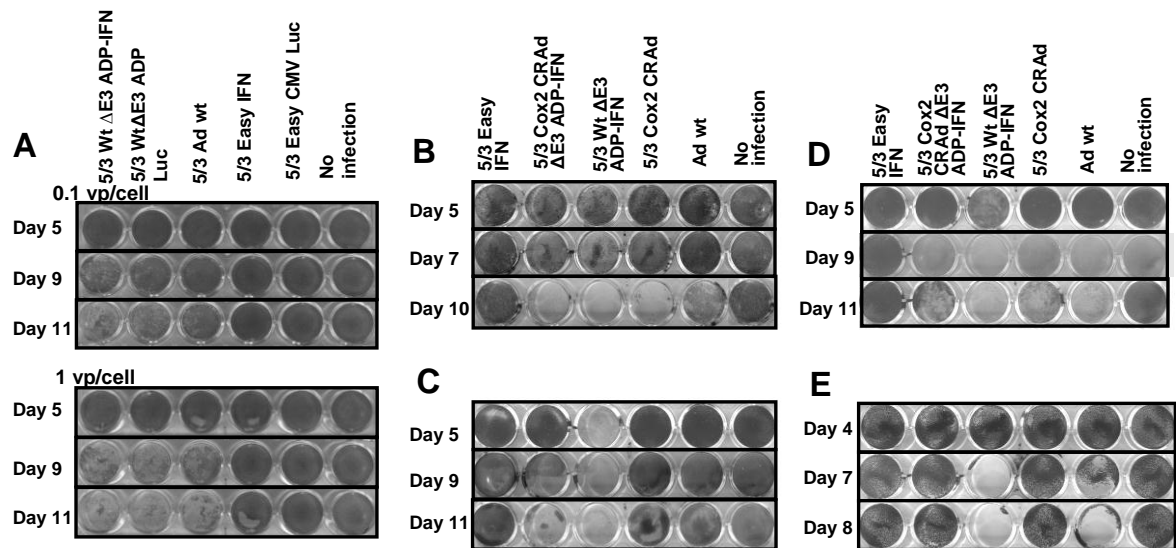 A
5/3 Wt ΔE3 ADP-IFN
5/3 WtΔE3 ADP
Luc
5/3 Ad wt
5/3 Easy IFN
5/3 Easy CMV Luc
No
infection
0.1 vp/cell
Day 5
Day 9
Day 11
1 vp/cell
Day 5
Day 9
Day 11
B
5/3 Easy
IFN
5/3 Cox2 CRAd
ΔE3 ADP-IFN
5/3 Wt ΔE3
ADP-IFN
5/3 Cox2 CRAd
Ad wt
No
infection
Day 5
Day 7
Day 10
C
Day 5
Day 9
Day 11
D
5/3 Easy
IFN
5/3 Cox2
CRAd ΔE3
ADP-IFN
5/3 Wt ΔE3
ADP-IFN
5/3 Cox2 CRAd
Ad wt
No
infection
Day 5
Day 9
Day 11
E
Day 4
Day 7
Day 8